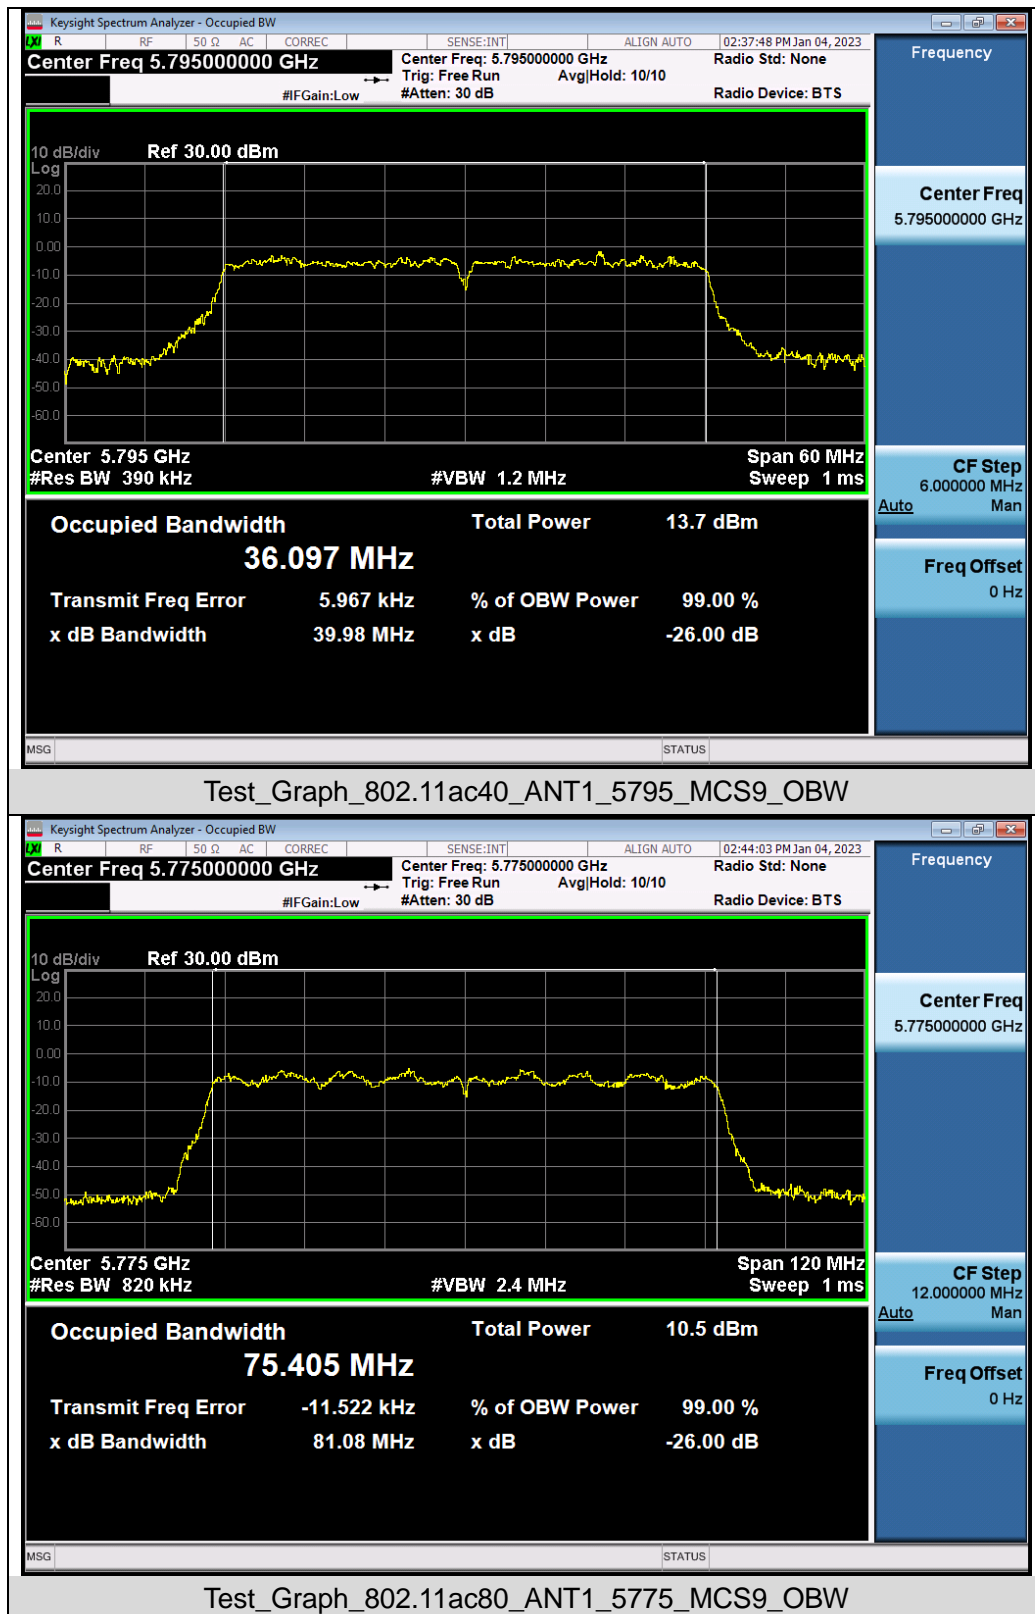 Keysight Spectrum Analyzer - Occupied BW
LXI R RF 50 Ω AC CORREC SENSE:INT ALIGN AUTO 02:37:48 PM Jan 04, 2023
Center Freq 5.795000000 GHz
Center Freq: 5.795000000 GHz Radio Std: None
Trig: Free Run Avg|Hold: 10/10
#IFGain:Low #Atten: 30 dB Radio Device: BTS
Frequency
10 dB/div Ref 30.00 dBm
Log
20.0
10.0
0.00
-10.0
-20.0
-30.0
-40.0
-50.0
-60.0
Center 5.795 GHz Span 60 MHz
#Res BW 390 kHz #VBW 1.2 MHz Sweep 1 ms
Center Freq
5.795000000 GHz
CF Step
6.000000 MHz
Auto Man
Freq Offset
0 Hz
Occupied Bandwidth Total Power 13.7 dBm
36.097 MHz
Transmit Freq Error 5.967 kHz % of OBW Power 99.00 %
x dB Bandwidth 39.98 MHz x dB -26.00 dB
MSG STATUS
Test_Graph_802.11ac40_ANT1_5795_MCS9_OBW
Keysight Spectrum Analyzer - Occupied BW
LXI R RF 50 Ω AC CORREC SENSE:INT ALIGN AUTO 02:44:03 PM Jan 04, 2023
Center Freq 5.775000000 GHz
Center Freq: 5.775000000 GHz Radio Std: None
Trig: Free Run Avg|Hold: 10/10
#IFGain:Low #Atten: 30 dB Radio Device: BTS
Frequency
10 dB/div Ref 30.00 dBm
Log
20.0
10.0
0.00
-10.0
-20.0
-30.0
-40.0
-50.0
-60.0
Center 5.775 GHz Span 120 MHz
#Res BW 820 kHz #VBW 2.4 MHz Sweep 1 ms
Center Freq
5.775000000 GHz
CF Step
12.000000 MHz
Auto Man
Freq Offset
0 Hz
Occupied Bandwidth Total Power 10.5 dBm
75.405 MHz
Transmit Freq Error -11.522 kHz % of OBW Power 99.00 %
x dB Bandwidth 81.08 MHz x dB -26.00 dB
MSG STATUS
Test_Graph_802.11ac80_ANT1_5775_MCS9_OBW